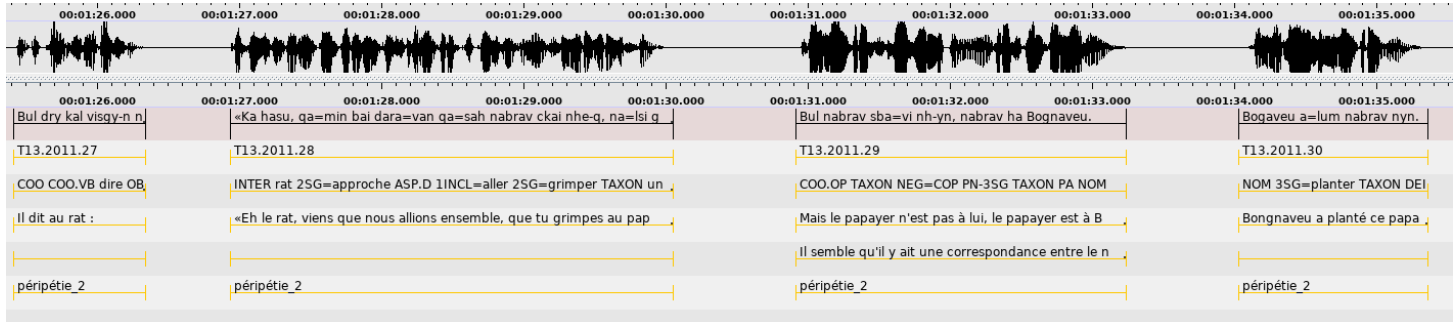 00:01:26.000 00:01:27.000 00:01:28.000 00:01:29.000 00:01:30.000 00:01:31.000 00:01:32.000 00:01:33.000 00:01:34.000 00:01:35.000
00:01:26.000 00:01:27.000 00:01:28.000 00:01:29.000 00:01:30.000 00:01:31.000 00:01:32.000 00:01:33.000 00:01:34.000 00:01:35.000
Bul dry kal visgy-n n «Ka hasu, qa=min bai dara=van qa=sah nabrav ckai nhe-q, na=lsi q Bul nabrav sba=vi nh-yn, nabrav ha Bognaveu. Bogaveu a=lum nabrav nyn.
T13.2011.27 T13.2011.28 T13.2011.29 T13.2011.30
COO COO.VB dire OB INTER rat 2SG=approche ASP.D 1INCL=aller 2SG=grimper TAXON un COO.OP TAXON NEG=COP PN-3SG TAXON PA NOM NOM 3SG=planter TAXON DEI
Il dit au rat : «Eh le rat, viens que nous allions ensemble, que tu grimpes au pap Mais le papayer n'est pas à lui, le papayer est à B Bongnaveu a planté ce papa
Il semble qu'il y ait une correspondance entre le n
péripétie_2 péripétie_2 péripétie_2 péripétie_2